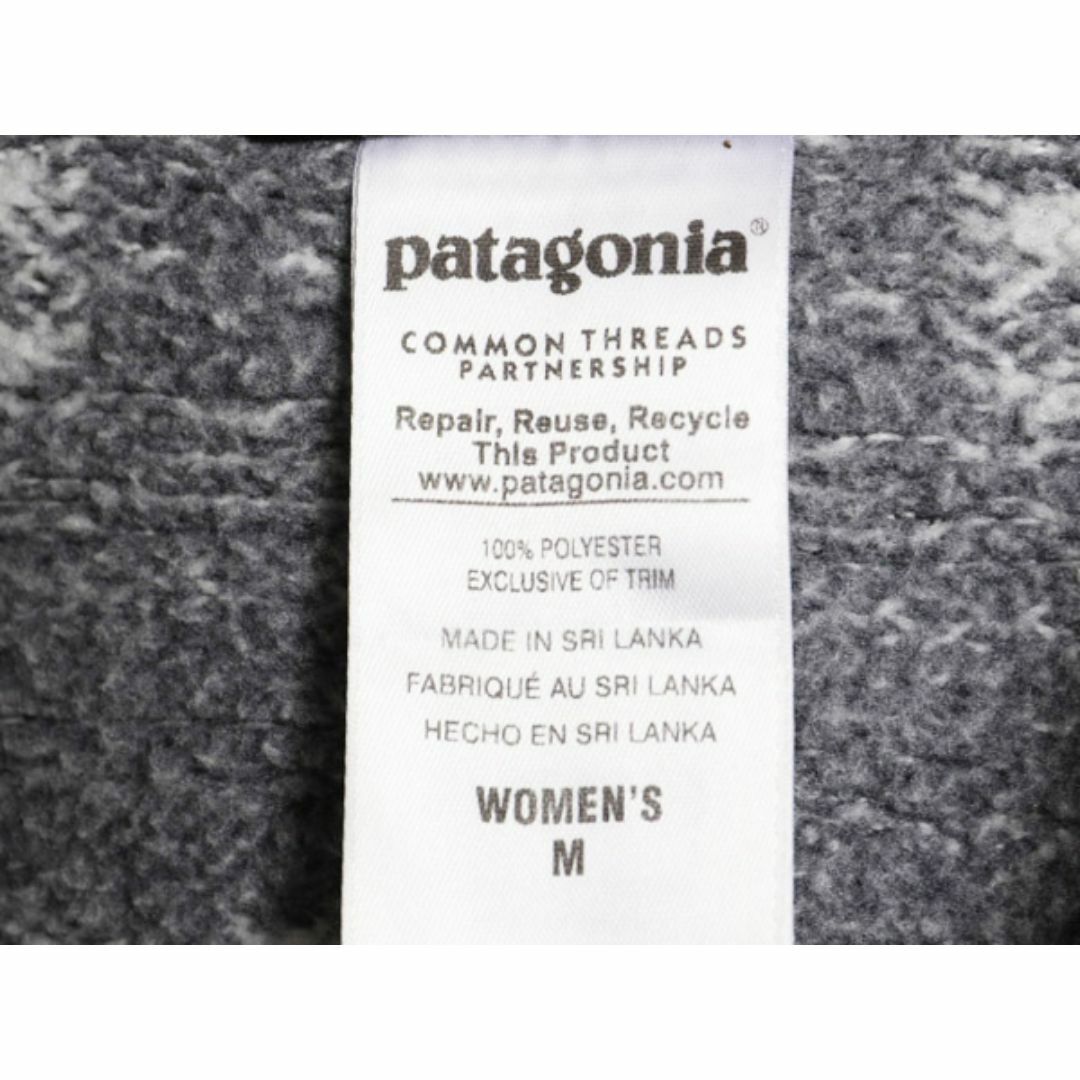 patagonia®
COMMON THREADS
PARTNERSHIP
Repair, Reuse, Recycle
This Product
www.patagonia.com
100% POLYESTER
EXCLUSIVE OF TRIM
MADE IN SRI LANKA
FABRIQUÉ AU SRI LANKA
HECHO EN SRI LANKA
WOMEN'S
M